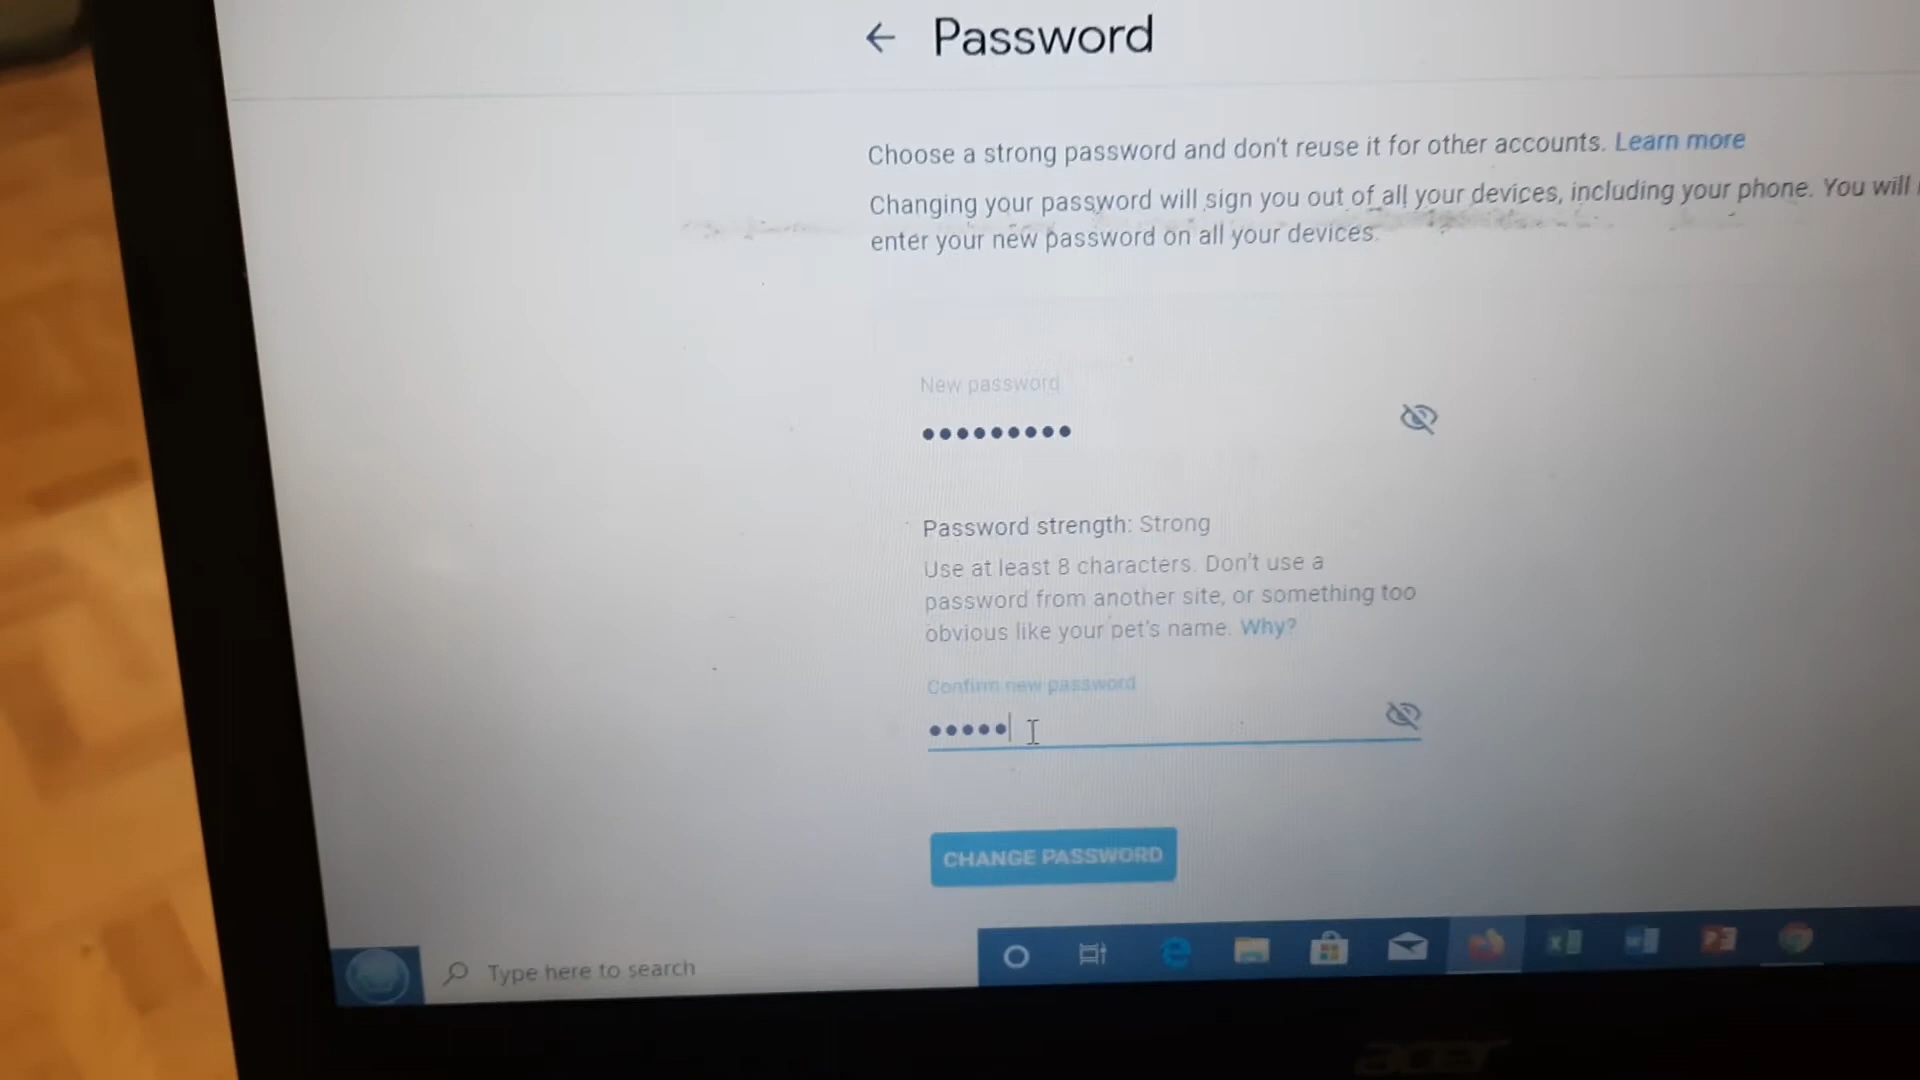 Password
Choose a strong password and don't reuse it for other accounts. Learn more
Changing your password will sign you out of all your devices, including your phone. You will
enter your new password on all your devices.
New password
•••••••••
Password strength: Strong
Use at least 8 characters. Don't use a
password from another site, or something too
obvious like your pet's name. Why?
Confirm new password
•••••
CHANGE PASSWORD
Type here to search
acer